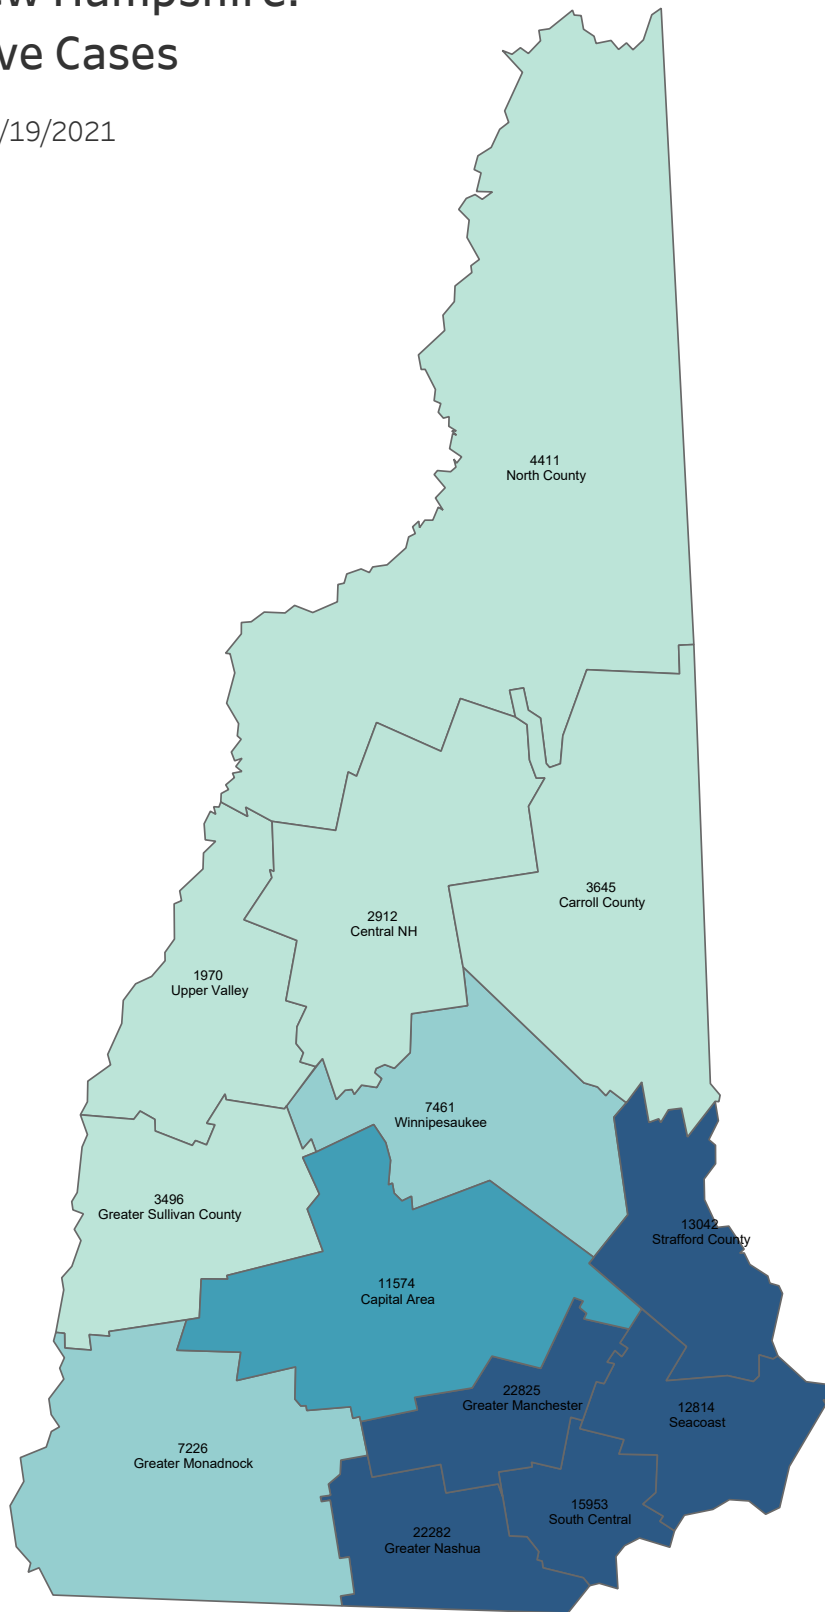 ve Cases
/19/2021
4411
North County
3645
Carroll County
2912
Central NH
1970
Upper Valley
7461
Winnipesaukee
3496
Greater Sullivan County
13042
Strafford County
11574
Capital Area
22825
Greater Manchester
12814
Seacoast
7226
Greater Monadnock
15953
South Central
22282
Greater Nashua